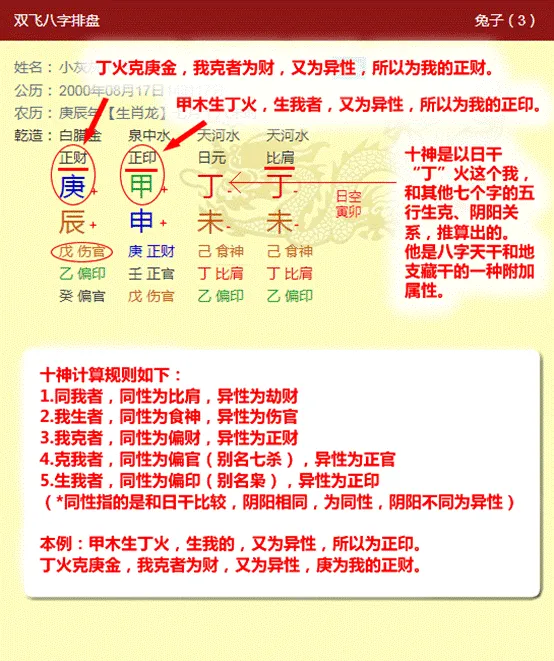 双飞八字排盘
兔子（3）
姓名： 小灰
丁火克庚金，我克者为财，又为异性，所以为我的正财。
公历： 2000年08月17日
甲木生丁火，生我者，又为异性，所以为我的正印。
农历： 庚辰年【生肖龙】
乾造： 白腊金 泉中水 天河水 天河水
正财 正印 日元 比肩
庚+ 甲+ 丁- 丁-
日空
寅卯
辰+ 申+ 未- 未-
戊 伤官 庚 正财 己 食神 己 食神
乙 偏印 壬 正官 丁 比肩 丁 比肩
癸 偏官 戊 伤官 乙 偏印 乙 偏印
十神是以日干
“丁”火这个我，
和其他七个字的五
行生克、阴阳关
系，推算出的。
他是八字天干和地
支藏干的一种附加
属性。
十神计算规则如下：
1.同我者，同性为比肩，异性为劫财
2.我生者，同性为食神，异性为伤官
3.我克者，同性为偏财，异性为正财
4.克我者，同性为偏官（别名七杀），异性为正官
5.生我者，同性为偏印（别名枭），异性为正印
（*同性指的是和日干比较，阴阳相同，为同性，阴阳不同为异性）
本例：甲木生丁火，生我的，又为异性，所以为正印。
丁火克庚金，我克者为财，又为异性，庚为我的正财。